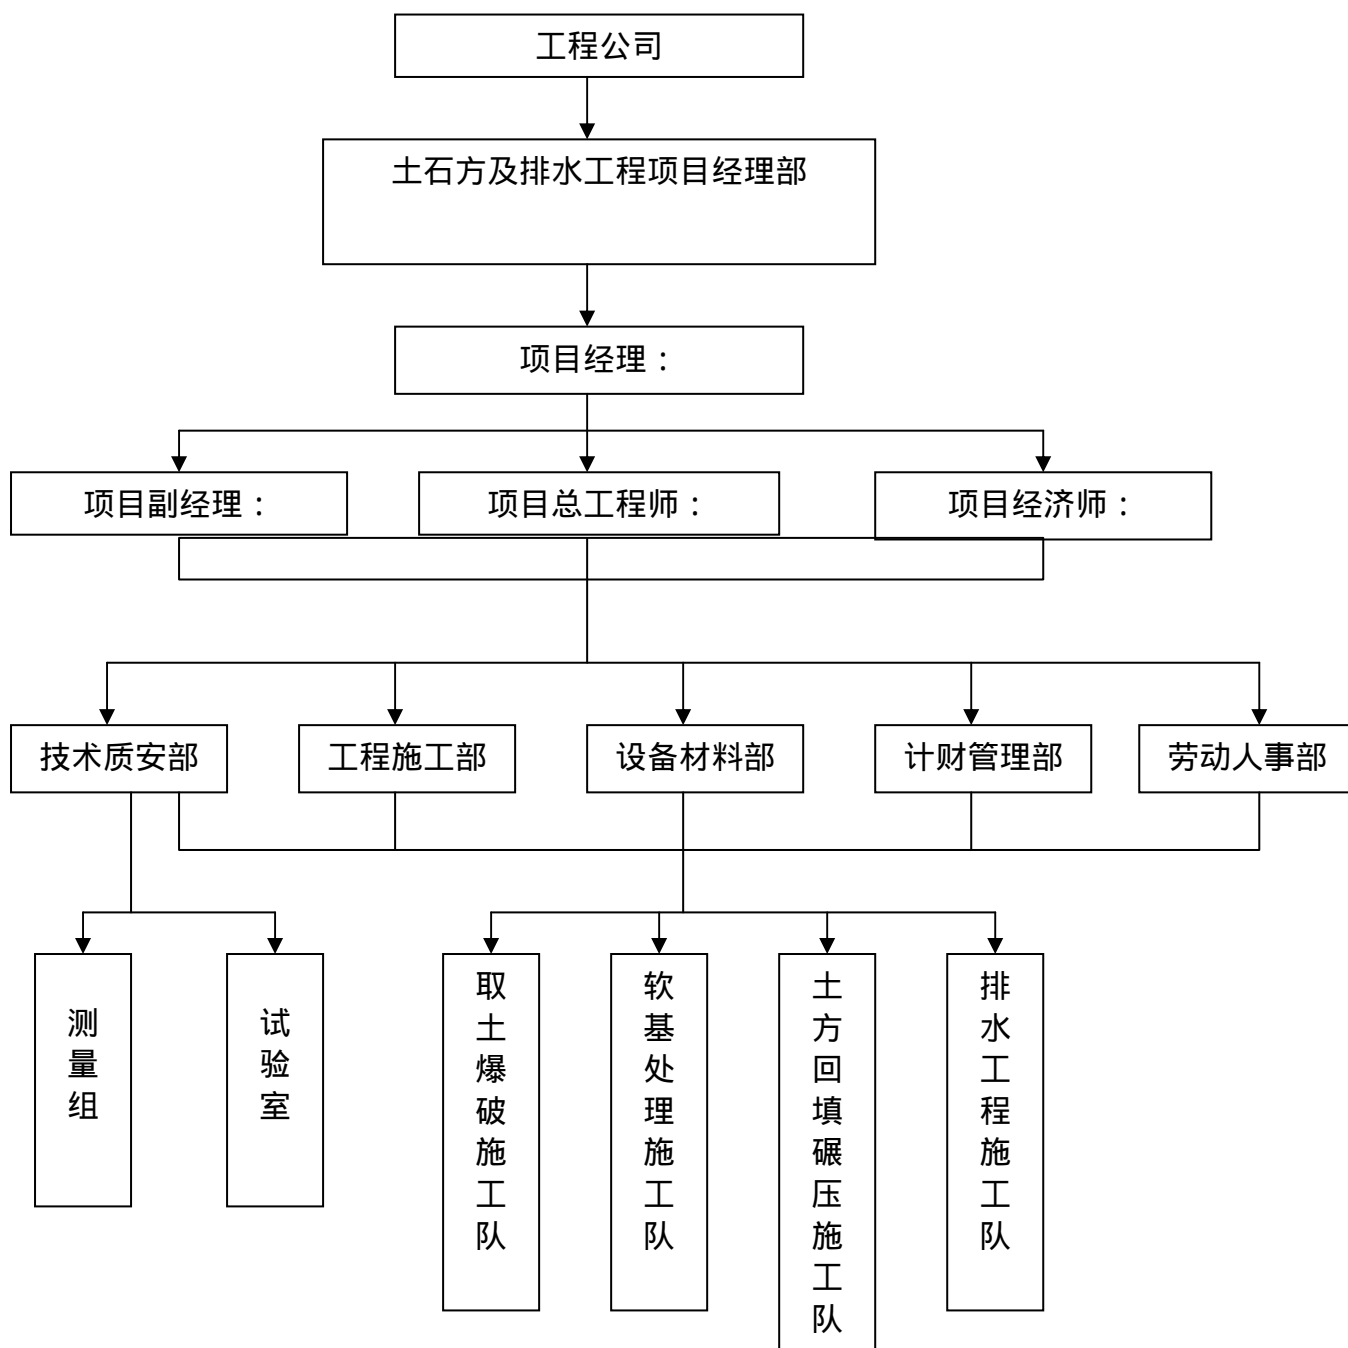 工程公司
土石方及排水工程项目经理部
项目经理：
项目副经理：
项目总工程师：
项目经济师：
技术质安部
工程施工部
设备材料部
计财管理部
劳动人事部
测量组
试验室
取土爆破施工队
软基处理施工队
土方回填碾压施工队
排水工程施工队